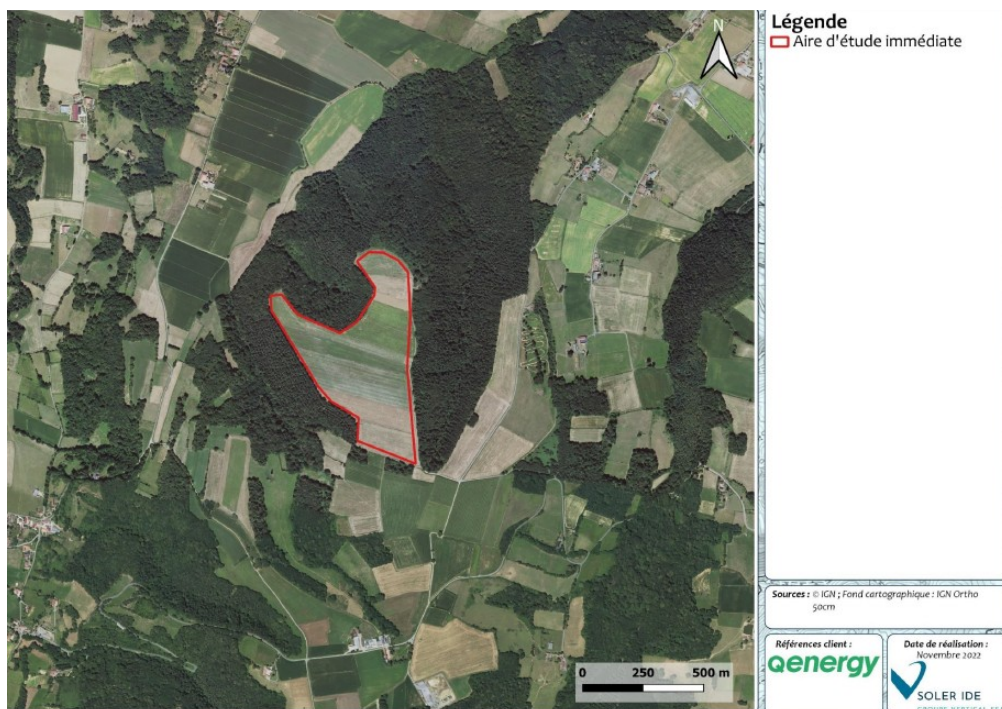 N
Légende
Aire d'étude immédiate
0 250 500 m
Sources : © IGN ; Fond cartographique : IGN Ortho
50cm
Références client :
Qenergy
Date de réalisation :
Novembre 2022
SOLER IDE